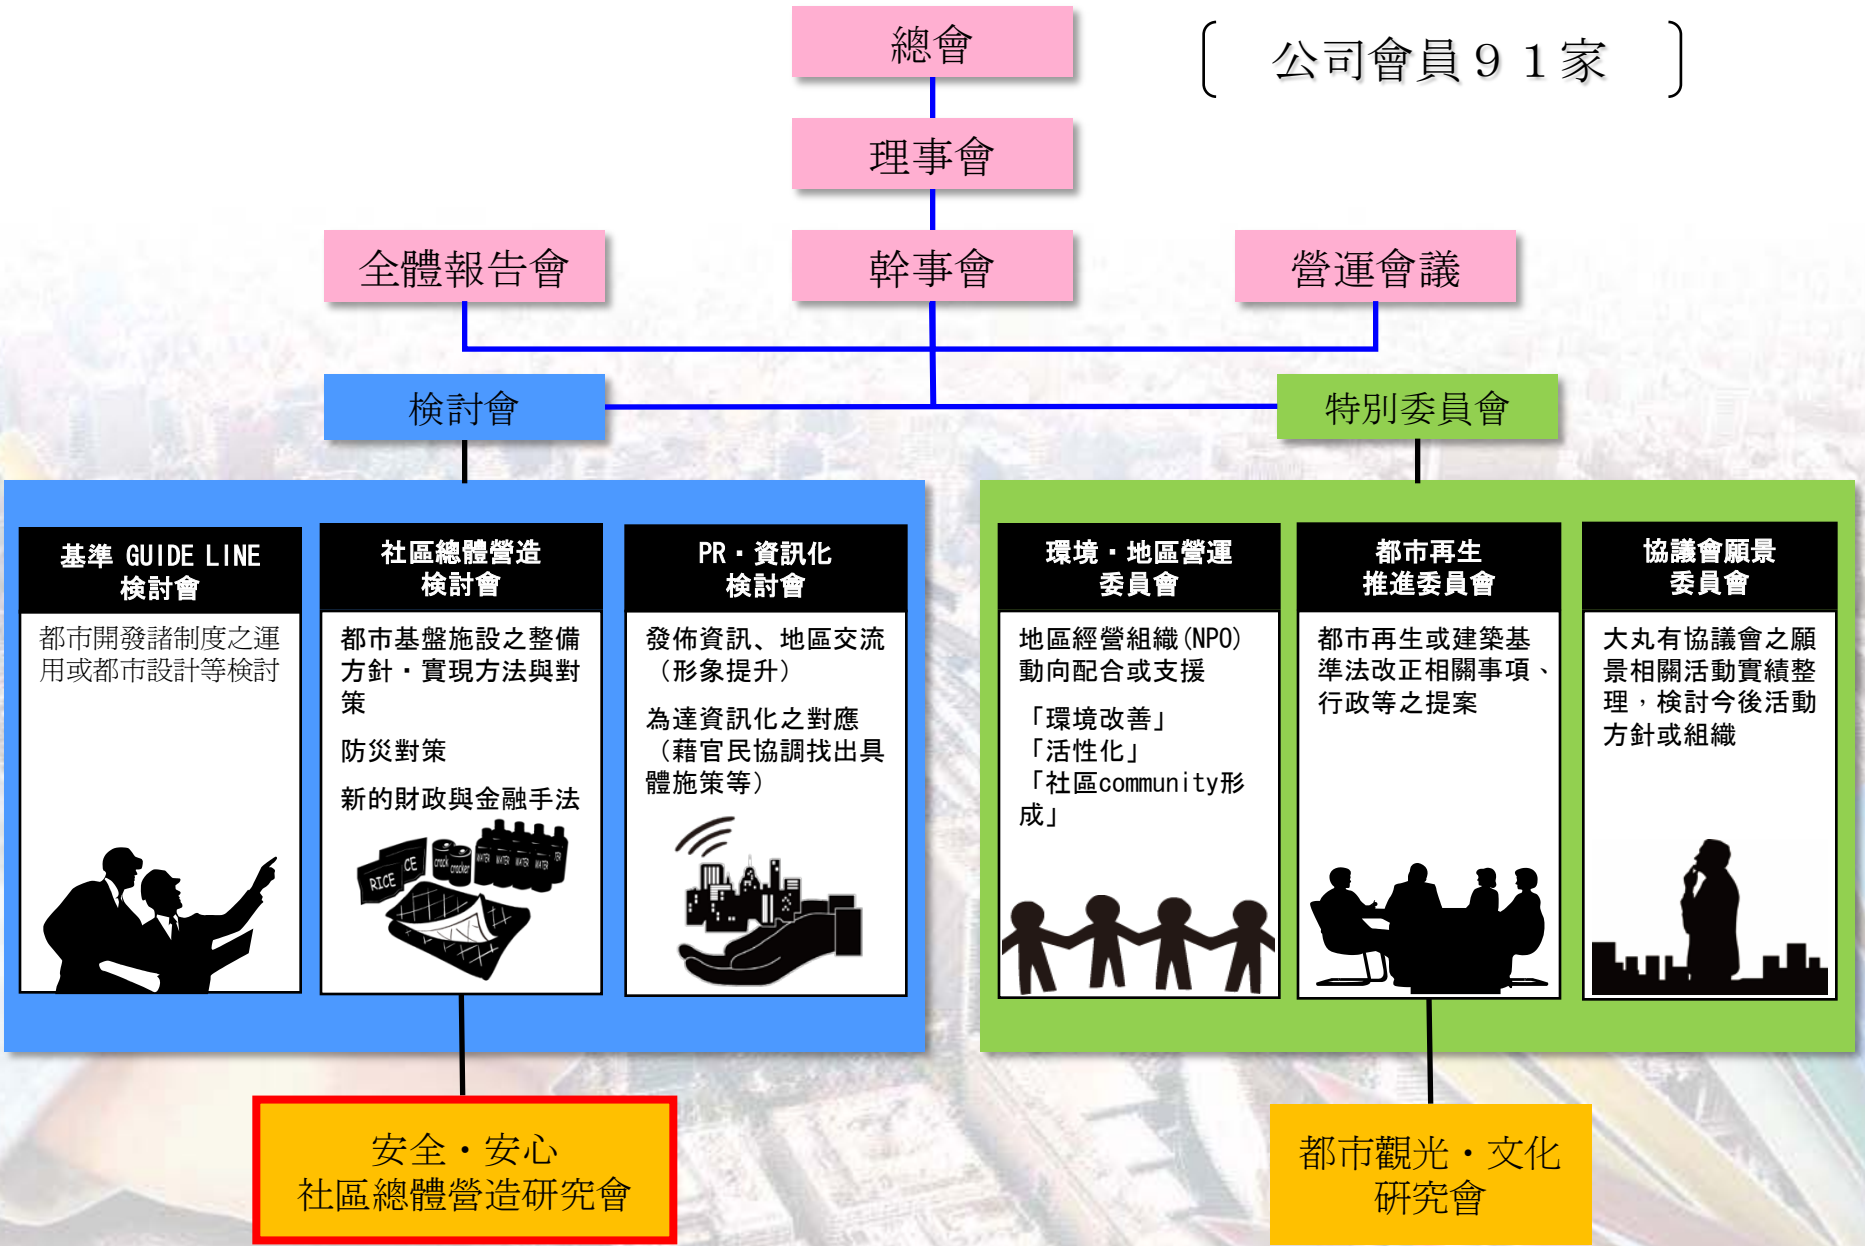 總會
公司會員９１家
理事會
全體報告會
幹事會
營運會議
検討會
特別委員會
基準 GUIDE LINE
検討會
都市開發諸制度之運
用或都市設計等検討
社區總體營造
検討會
都市基盤施設之整備
方針・實現方法與對
策
防災對策
新的財政與金融手法
RICE
CE
crack
cracker
WATER
WATER
WATER
WATER
TER
PR・資訊化
検討會
發佈資訊、地區交流
（形象提升）
為達資訊化之對應
（藉官民協調找出具
體施策等）
環境・地區營運
委員會
地區經營組織(NPO)
動向配合或支援
「環境改善」
「活性化」
「社區community形
成」
都市再生
推進委員會
都市再生或建築基
準法改正相關事項、
行政等之提案
協議會願景
委員會
大丸有協議會之願
景相關活動實績整
理，検討今後活動
方針或組織
安全・安心
社區總體營造研究會
都市觀光・文化
研究會